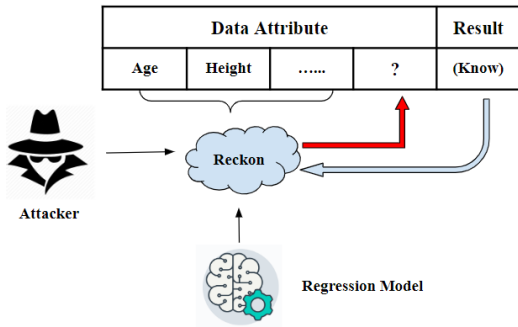 Data Attribute Result
Age Height …... ? (Know)
Reckon
Attacker
Regression Model